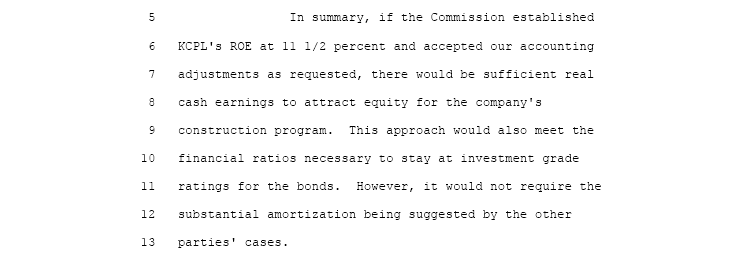 5 In summary, if the Commission established
6 KCPL's ROE at 11 1/2 percent and accepted our accounting
7 adjustments as requested, there would be sufficient real
8 cash earnings to attract equity for the company's
9 construction program. This approach would also meet the
10 financial ratios necessary to stay at investment grade
11 ratings for the bonds. However, it would not require the
12 substantial amortization being suggested by the other
13 parties' cases.